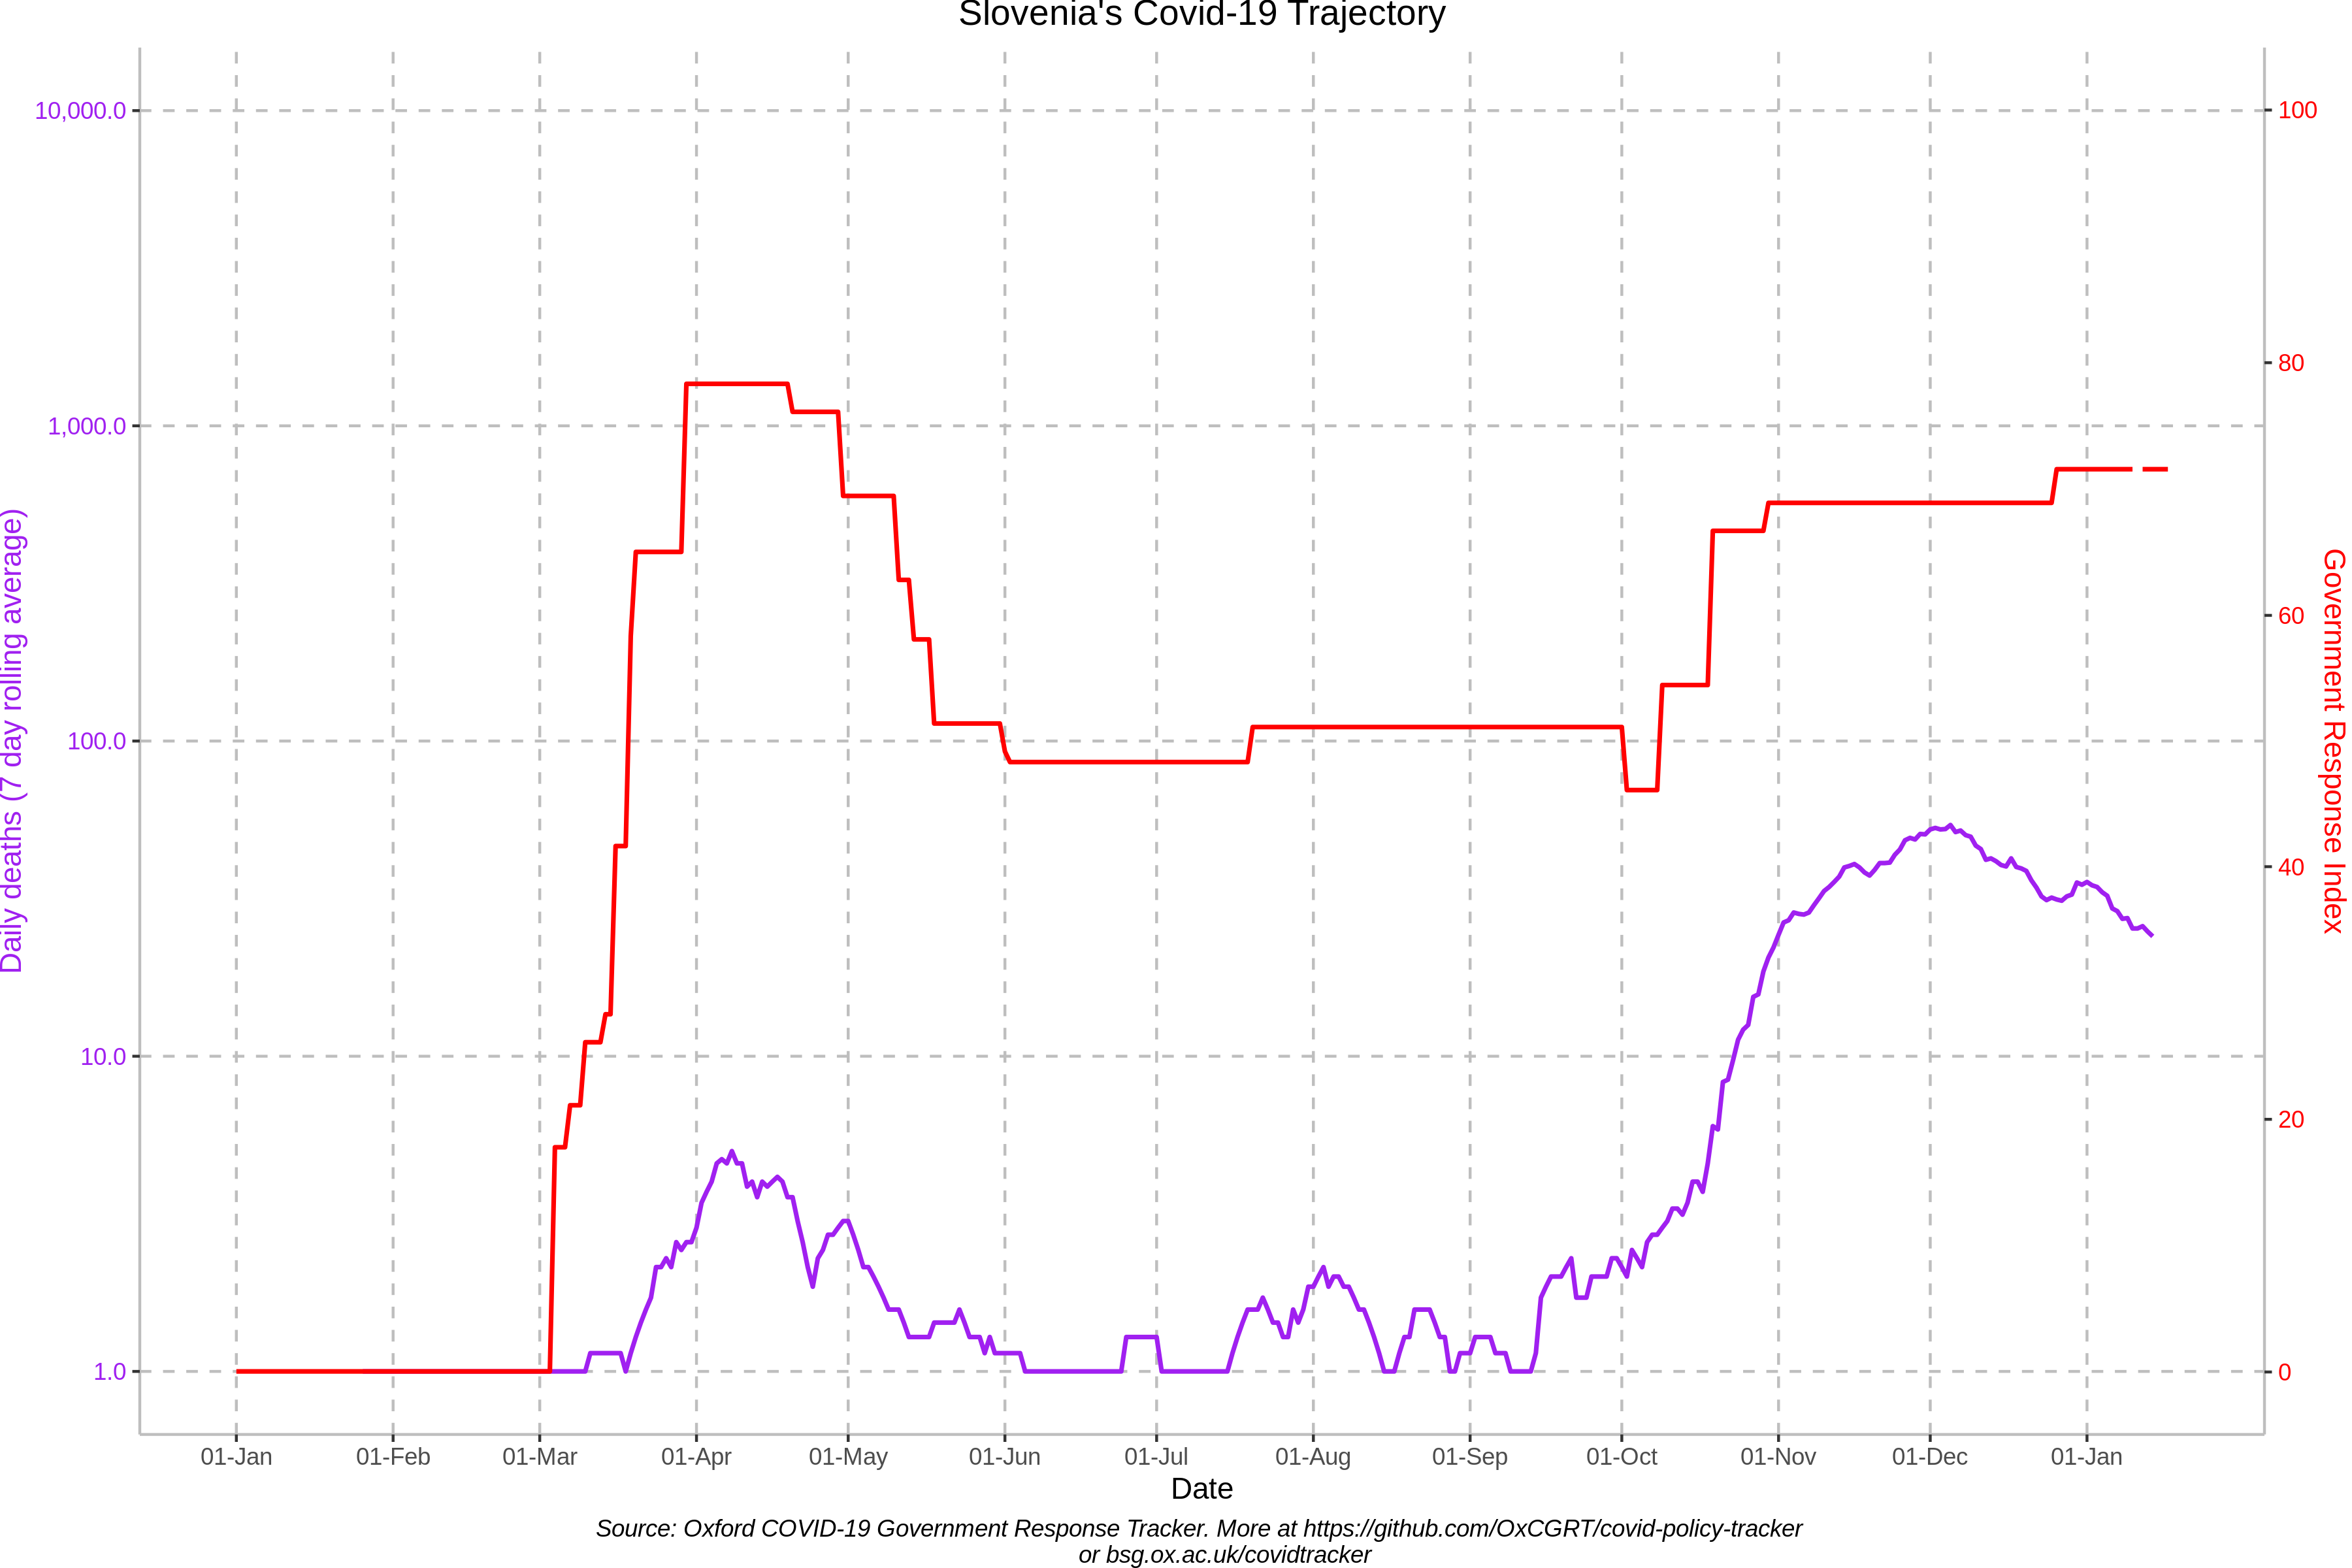 Slovenia's Covid-19 Trajectory
10,000.0
1,000.0
100.0
10.0
1.0
Daily deaths (7 day rolling average)
100
80
60
40
20
0
Government Response Index
01-Jan
01-Feb
01-Mar
01-Apr
01-May
01-Jun
01-Jul
01-Aug
01-Sep
01-Oct
01-Nov
01-Dec
01-Jan
Date
Source: Oxford COVID-19 Government Response Tracker. More at https://github.com/OxCGRT/covid-policy-tracker
or bsg.ox.ac.uk/covidtracker